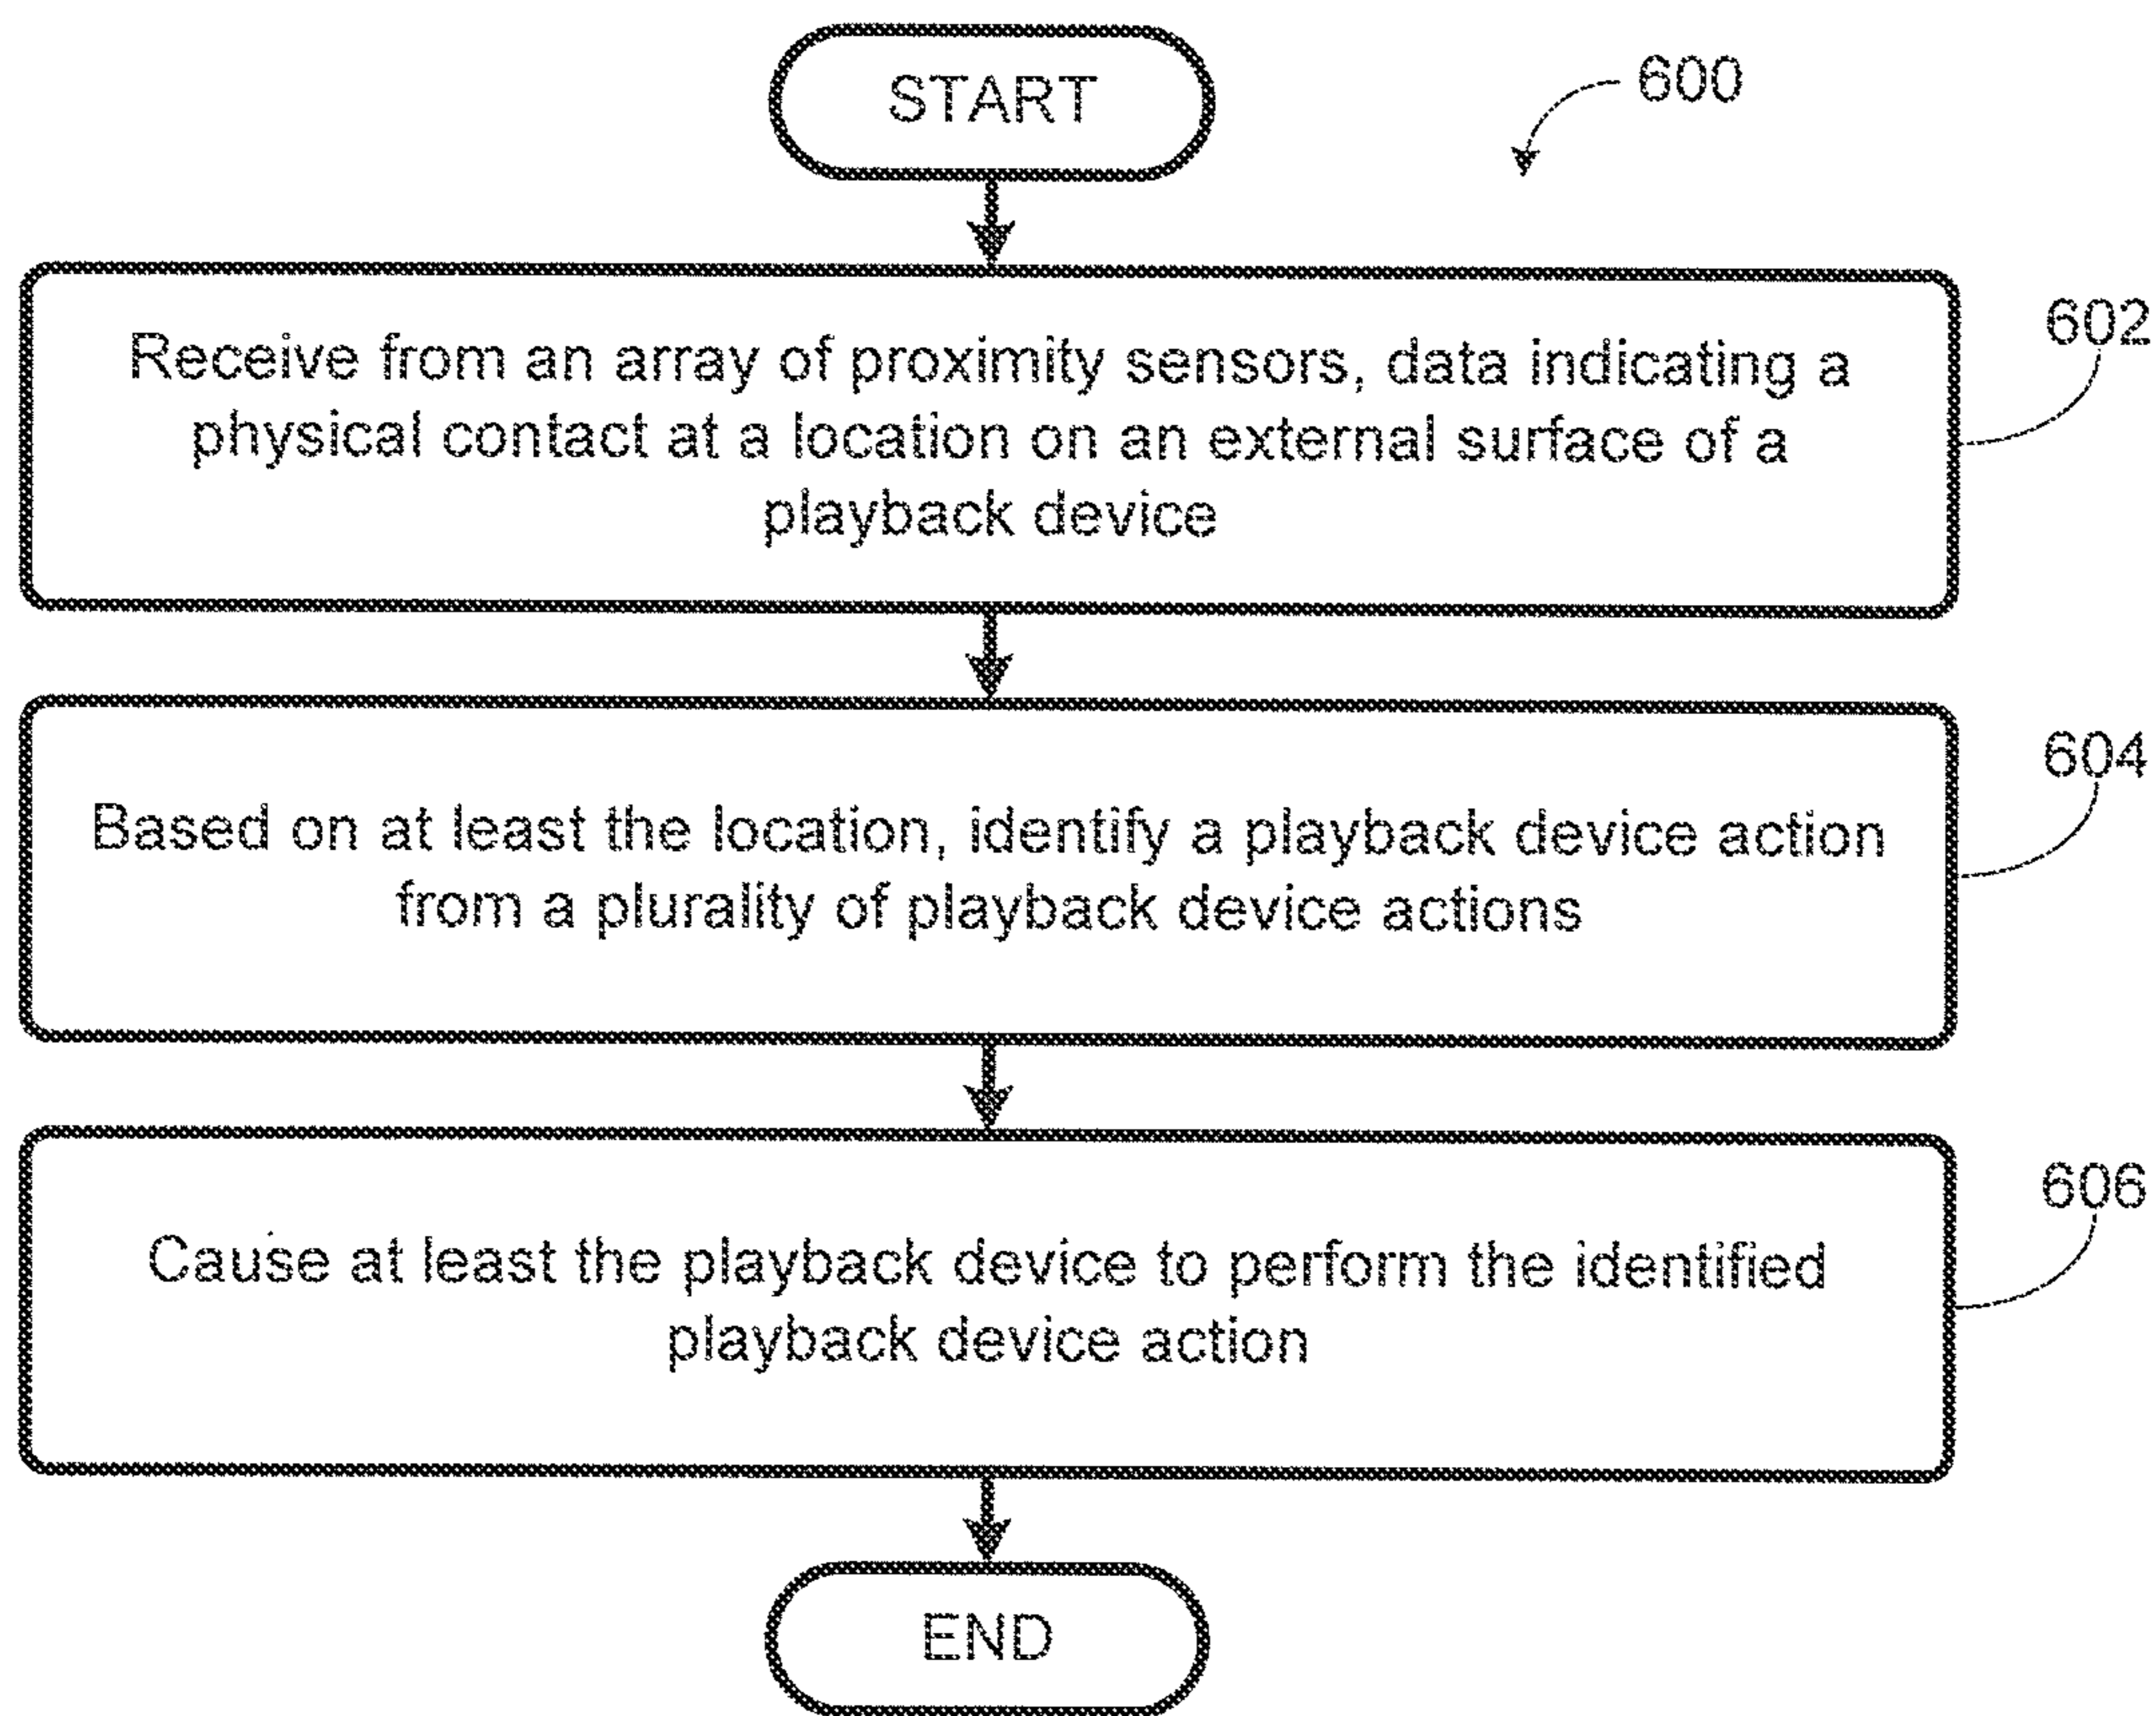 START
600
Receive from an array of proximity sensors, data indicating a
physical contact at a location on an external surface of a
playback device
602
Based on at least the location, identify a playback device action
from a plurality of playback device actions
604
Cause at least the playback device to perform the identified
playback device action
606
END